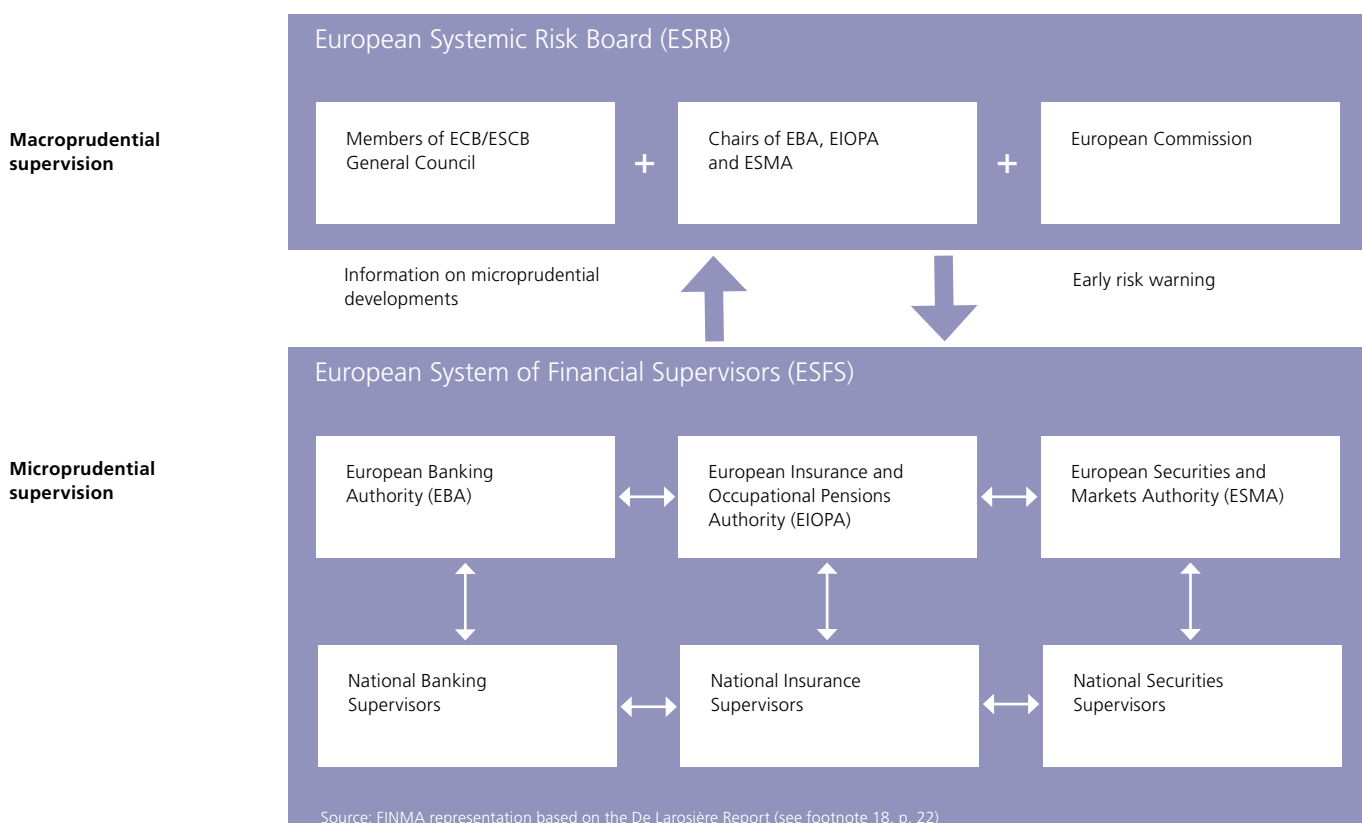 European Systemic Risk Board (ESRB)
Macroprudential
supervision
Members of ECB/ESCB
General Council
+
Chairs of EBA, EIOPA
and ESMA
+
European Commission
Information on microprudential
developments
Early risk warning
European System of Financial Supervisors (ESFS)
Microprudential
supervision
European Banking
Authority (EBA)
European Insurance and
Occupational Pensions
Authority (EIOPA)
European Securities and
Markets Authority (ESMA)
National Banking
Supervisors
National Insurance
Supervisors
National Securities
Supervisors
Source: FINMA representation based on the De Larosière Report (see footnote 18, p. 22)